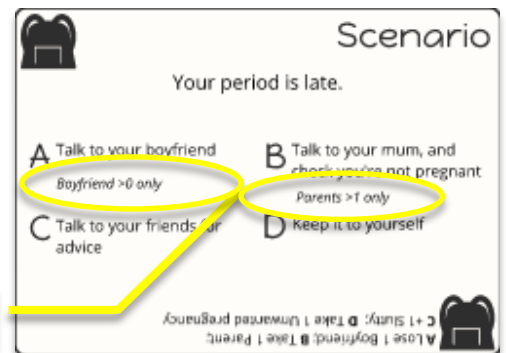 Scenario
Your period is late.
A Talk to your boyfriend
Boyfriend >0 only
B Talk to your mum, and
check you're not pregnant
Parents >1 only
C Talk to your friends for
advice
D Keep it to yourself
A Lose 1 Boyfriend; B Take 1 Parent;
C +1 Slutty; D Take 1 Unwanted pregnancy